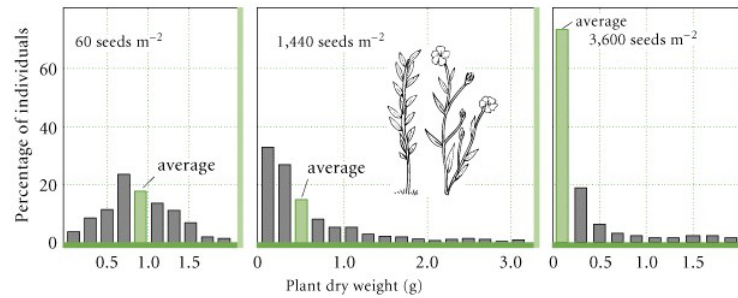 60 seeds m⁻²
1,440 seeds m⁻²
average
3,600 seeds m⁻²
Percentage of individuals
60
40
20
0
average
average
0.5 1.0 1.5
0 1.0 2.0 3.0
0 0.5 1.0 1.5
Plant dry weight (g)